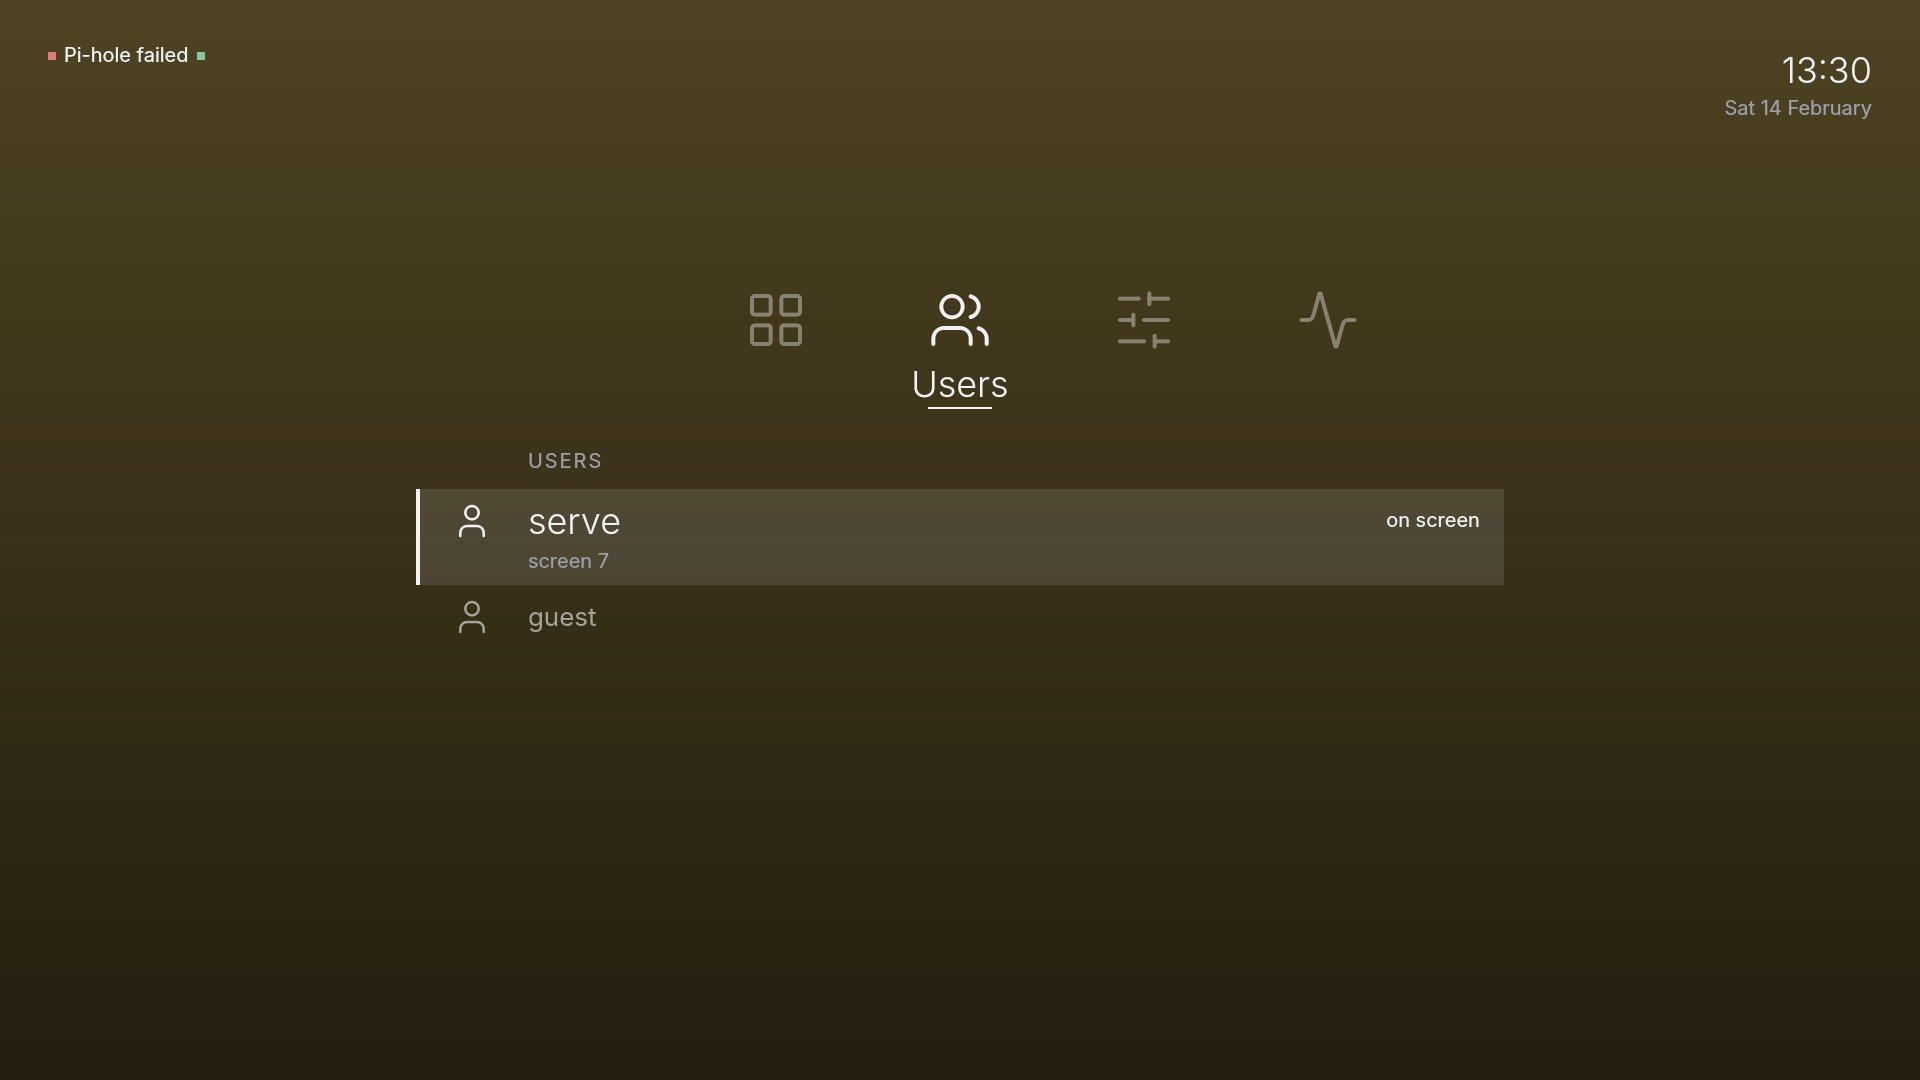 Pi-hole failed
13:30
Sat 14 February
Users
USERS
serve
on screen
screen 7
guest